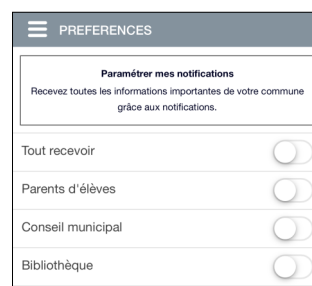 PREFERENCES
Paramétrer mes notifications
Recevez toutes les informations importantes de votre commune
grâce aux notifications.
Tout recevoir
Parents d'élèves
Conseil municipal
Bibliothèque